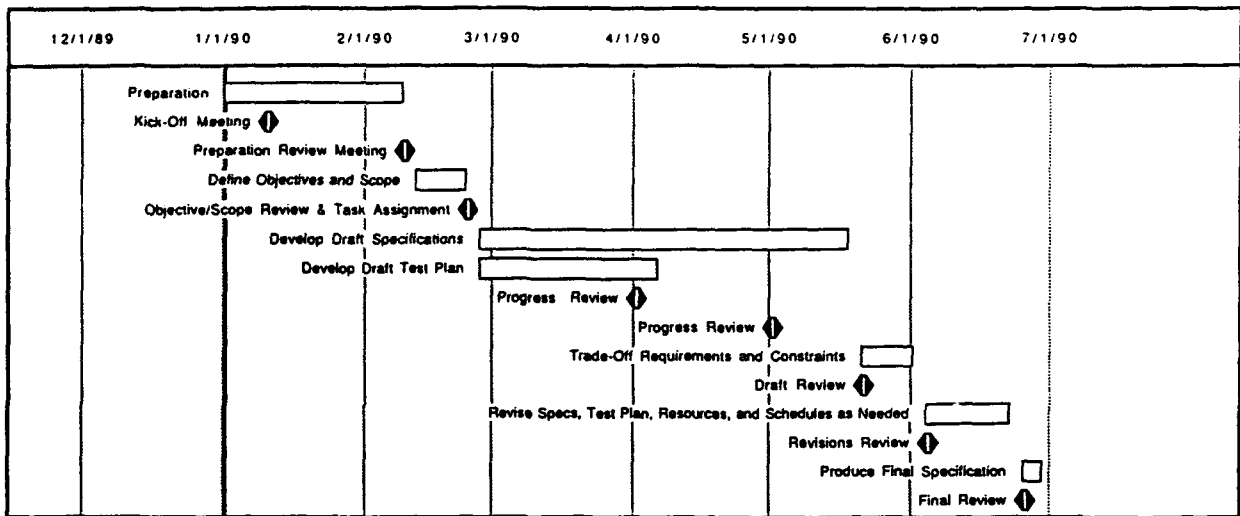 12/1/89 1/1/90 2/1/90 3/1/90 4/1/90 5/1/90 6/1/90 7/1/90
Preparation
Kick-Off Meeting
Preparation Review Meeting
Define Objectives and Scope
Objective/Scope Review & Task Assignment
Develop Draft Specifications
Develop Draft Test Plan
Progress Review
Progress Review
Trade-Off Requirements and Constraints
Draft Review
Revise Specs, Test Plan, Resources, and Schedules as Needed
Revisions Review
Produce Final Specification
Final Review